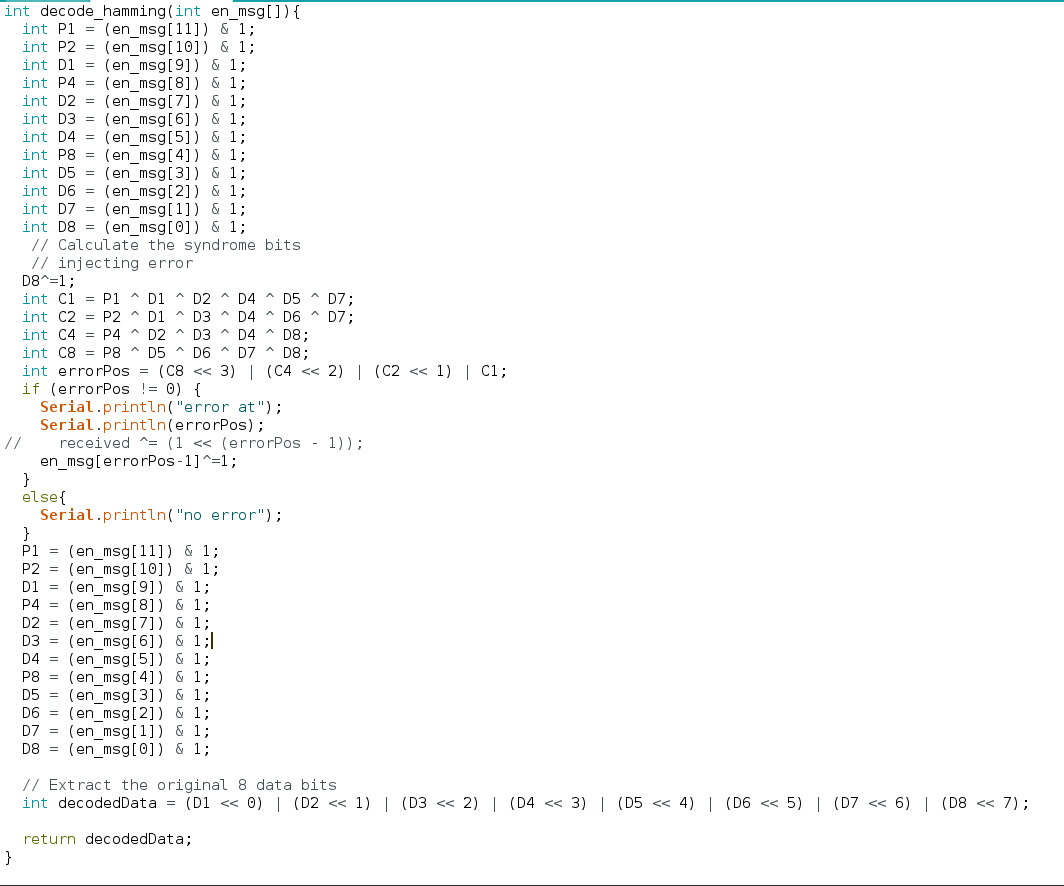 int decode_hamming(int en_msg[]){
  int P1 = (en_msg[11]) & 1;
  int P2 = (en_msg[10]) & 1;
  int D1 = (en_msg[9]) & 1;
  int P4 = (en_msg[8]) & 1;
  int D2 = (en_msg[7]) & 1;
  int D3 = (en_msg[6]) & 1;
  int D4 = (en_msg[5]) & 1;
  int P8 = (en_msg[4]) & 1;
  int D5 = (en_msg[3]) & 1;
  int D6 = (en_msg[2]) & 1;
  int D7 = (en_msg[1]) & 1;
  int D8 = (en_msg[0]) & 1;
   // Calculate the syndrome bits
   // injecting error
  D8^=1;
  int C1 = P1 ^ D1 ^ D2 ^ D4 ^ D5 ^ D7;
  int C2 = P2 ^ D1 ^ D3 ^ D4 ^ D6 ^ D7;
  int C4 = P4 ^ D2 ^ D3 ^ D4 ^ D8;
  int C8 = P8 ^ D5 ^ D6 ^ D7 ^ D8;
  int errorPos = (C8 << 3) | (C4 << 2) | (C2 << 1) | C1;
  if (errorPos != 0) {
    Serial.println("error at");
    Serial.println(errorPos);
//    received ^= (1 << (errorPos - 1));
    en_msg[errorPos-1]^=1;
  }
  else{
    Serial.println("no error");
  }
  P1 = (en_msg[11]) & 1;
  P2 = (en_msg[10]) & 1;
  D1 = (en_msg[9]) & 1;
  P4 = (en_msg[8]) & 1;
  D2 = (en_msg[7]) & 1;
  D3 = (en_msg[6]) & 1;
  D4 = (en_msg[5]) & 1;
  P8 = (en_msg[4]) & 1;
  D5 = (en_msg[3]) & 1;
  D6 = (en_msg[2]) & 1;
  D7 = (en_msg[1]) & 1;
  D8 = (en_msg[0]) & 1;

  // Extract the original 8 data bits
  int decodedData = (D1 << 0) | (D2 << 1) | (D3 << 2) | (D4 << 3) | (D5 << 4) | (D6 << 5) | (D7 << 6) | (D8 << 7);

  return decodedData;
}